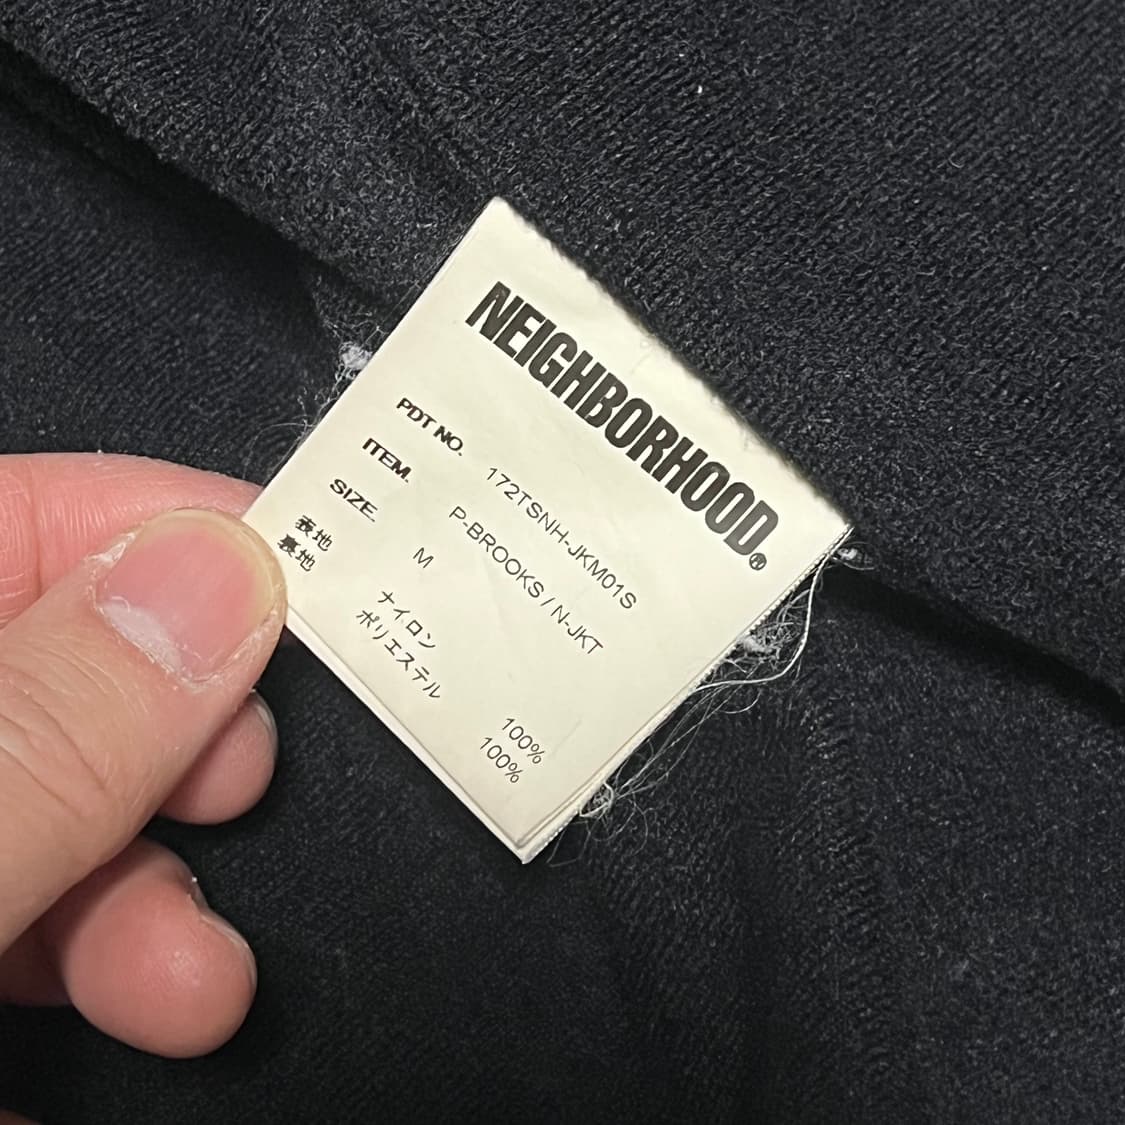 NEIGHBORHOOD®
PDT NO. 172TSNH-JKM01S
ITEM. P-BROOKS / N-JKT
SIZE. M
表地 ナイロン 100%
裏地 ポリエステル 100%